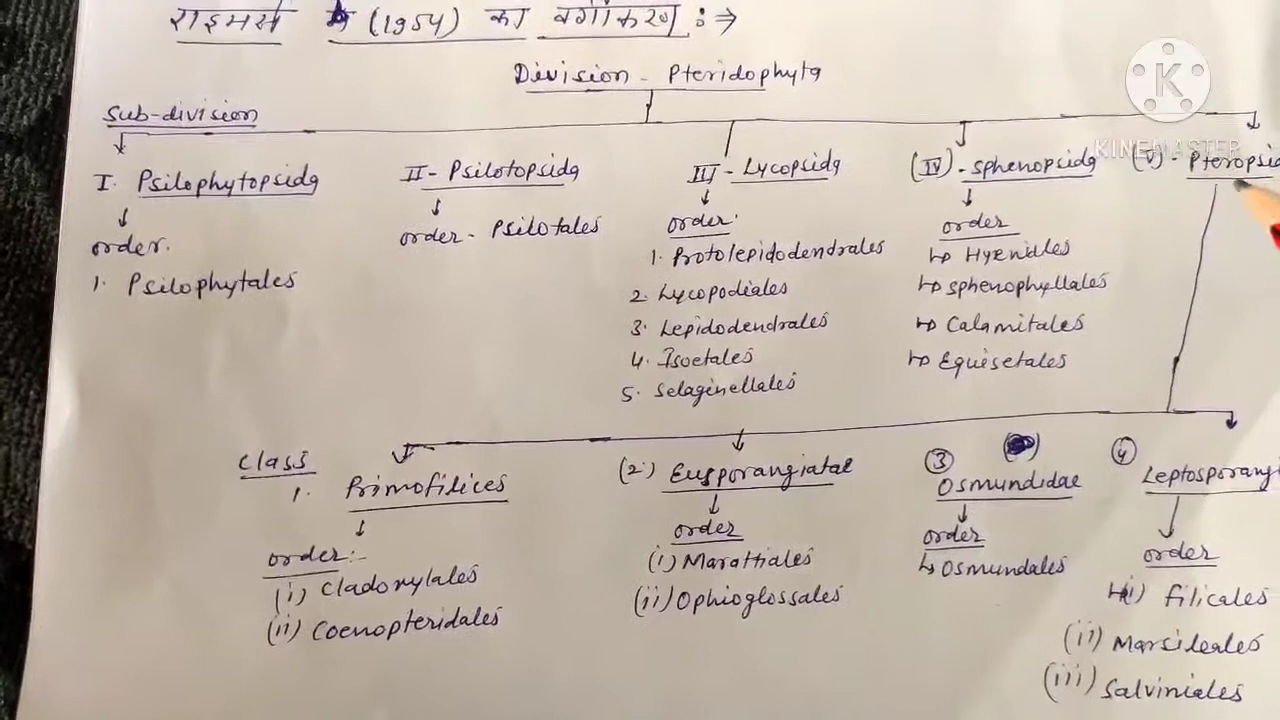 राइमर्स के (1954) का वर्गीकरण :⇒
Division - Pteridophyta
Sub-division
I. Psilophytopsida
order.
1. Psilophytales
II - Psilotopsida
order - Psilotales
III - Lycopsida
order.
1. Protolepidodendrales
2. Lycopodiales
3. Lepidodendrales
4. Isoetales
5. Selaginellales
(IV) - Sphenopsida
order
↳ Hyeniales
↳ Sphenophyllales
↳ Calamitales
↳ Equisetales
(V) - Pteropsi
Class
1. Primofilices
order:-
(i) Cladoxylales
(ii) Coenopteridales
(2.) Eusporangiatae
order
(i) Marattiales
(ii) Ophioglossales
③ Osmundidae
order
↳ Osmundales
④ Leptosporangi
order
(i) Filicales
(ii) Marsileales
(iii) Salviniales
K
KINEMASTER